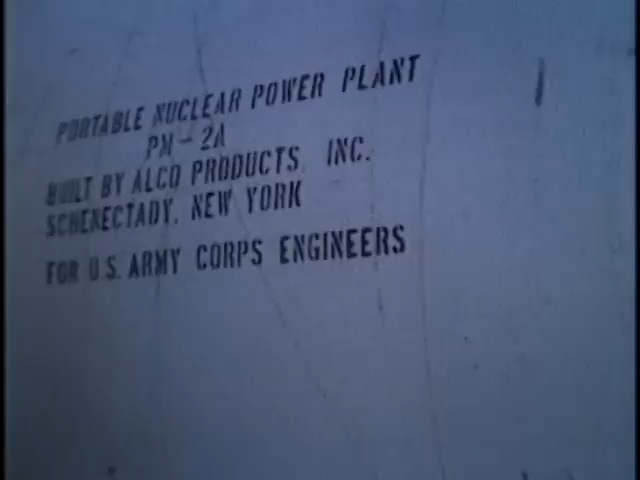 PORTABLE NUCLEAR POWER PLANT
PM-2A
BUILT BY ALCO PRODUCTS, INC.
SCHENECTADY, NEW YORK
FOR U.S. ARMY CORPS ENGINEERS